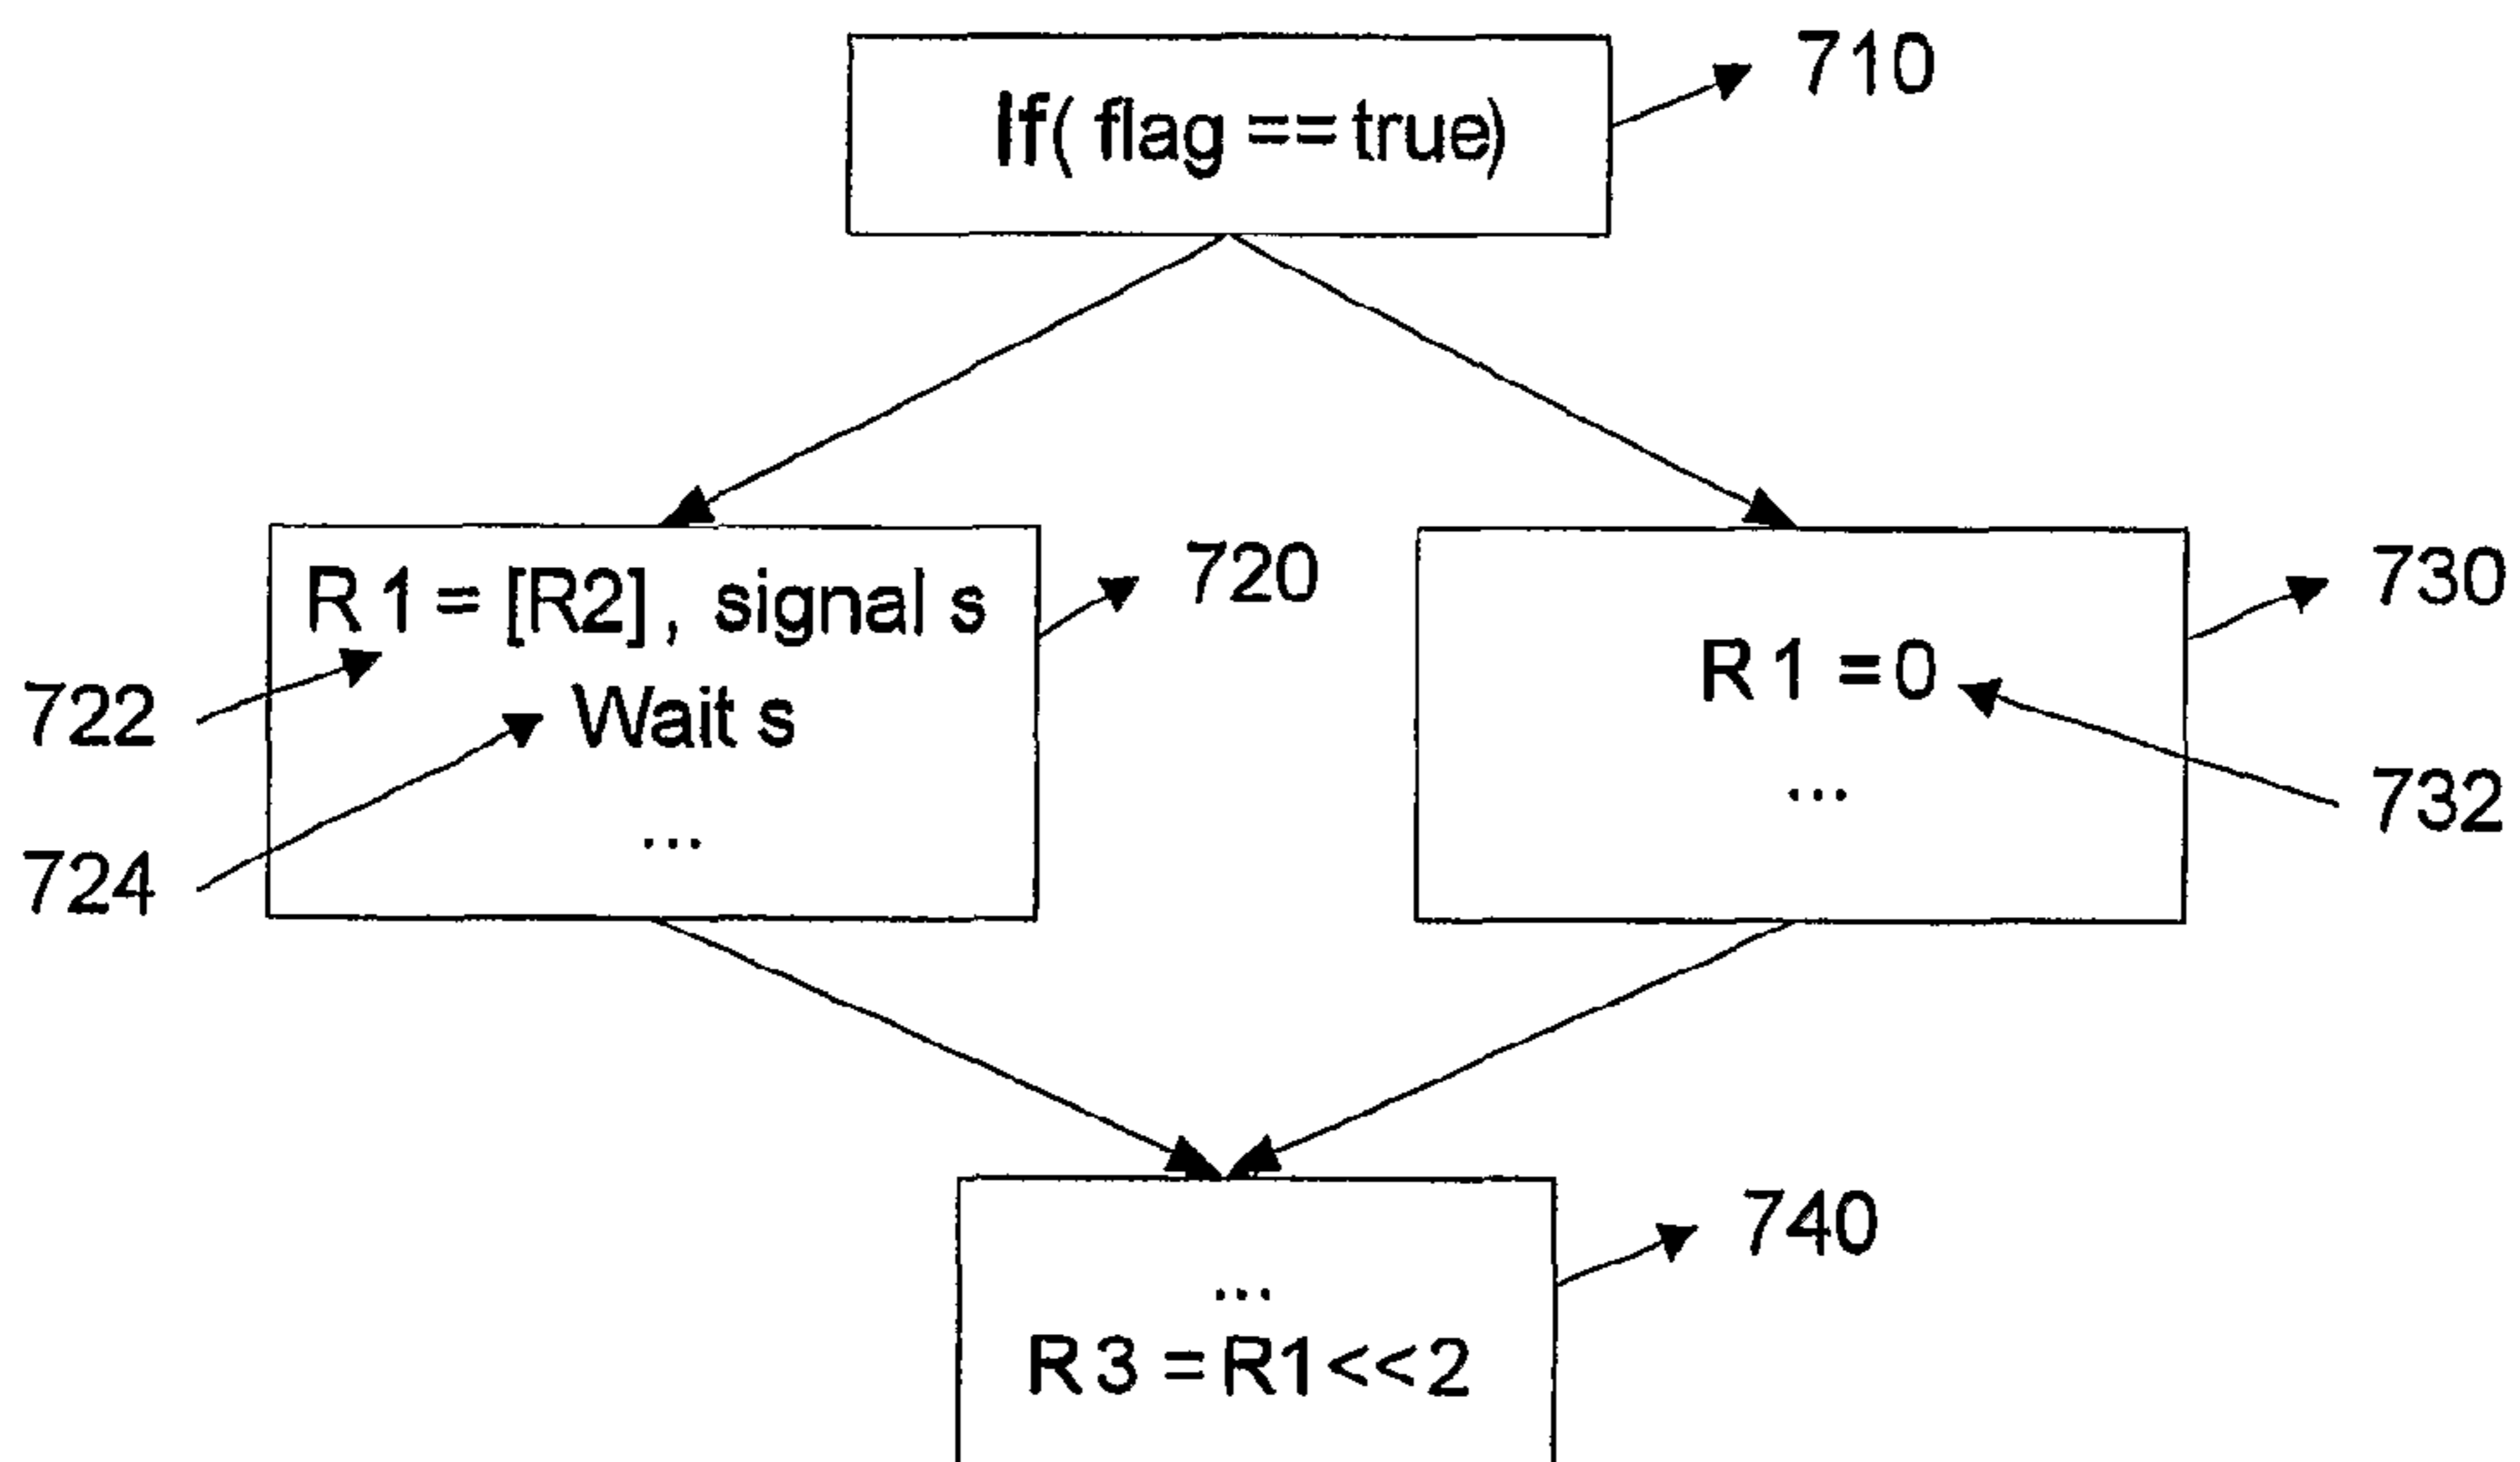 If( flag == true)
710
R1 = [R2] , signal s
Wait s
...
720
722
724
R1 = 0
...
730
732
...
R3 = R1<<2
740